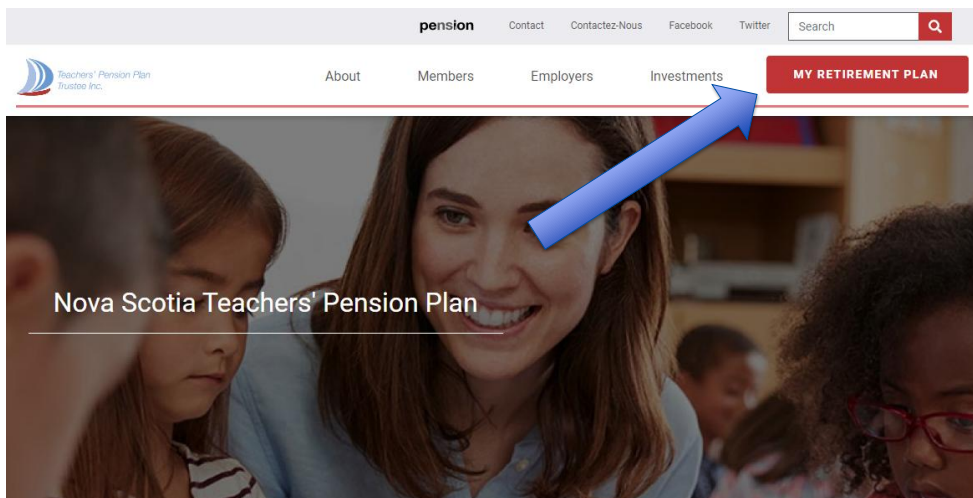 pension Contact Contactez-Nous Facebook Twitter Search
Teachers' Pension Plan
Trustee Inc.
About Members Employers Investments MY RETIREMENT PLAN
Nova Scotia Teachers' Pension Plan